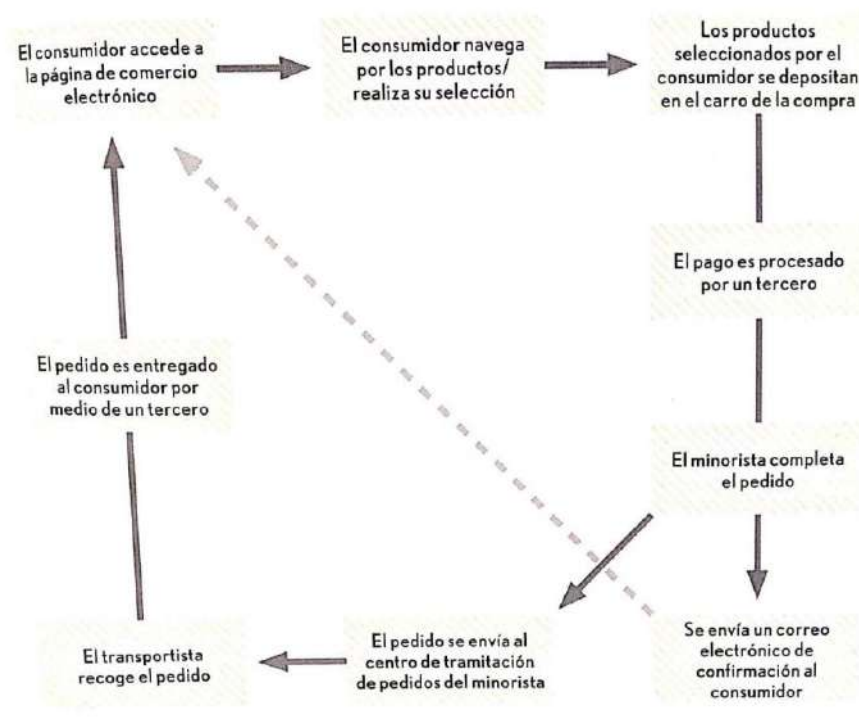 El consumidor accede a
la página de comercio
electrónico
El consumidor navega
por los productos/
realiza su selección
Los productos
seleccionados por el
consumidor se depositan
en el carro de la compra
El pago es procesado
por un tercero
El minorista completa
el pedido
Se envía un correo
electrónico de
confirmación al
consumidor
El pedido se envía al
centro de tramitación
de pedidos del minorista
El transportista
recoge el pedido
El pedido es entregado
al consumidor por
medio de un tercero